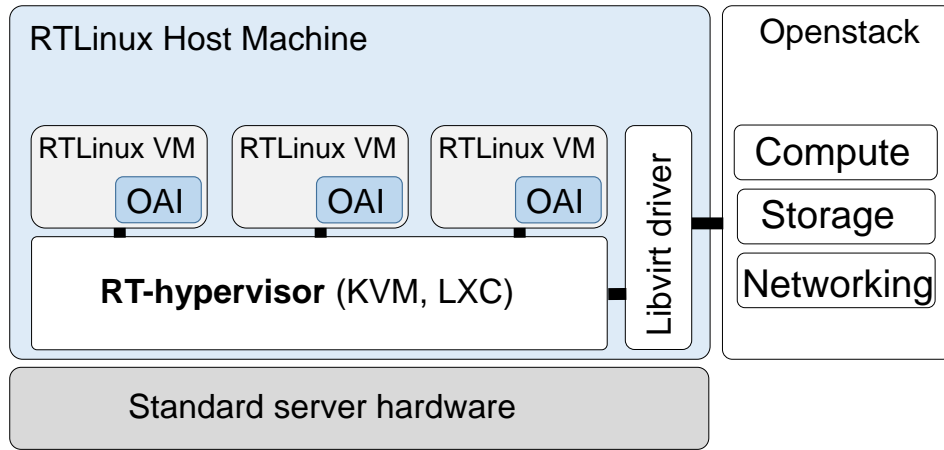 RTLinux Host Machine
Openstack
RTLinux VM
OAI
RTLinux VM
OAI
RTLinux VM
OAI
Libvirt driver
RT-hypervisor (KVM, LXC)
Compute
Storage
Networking
Standard server hardware